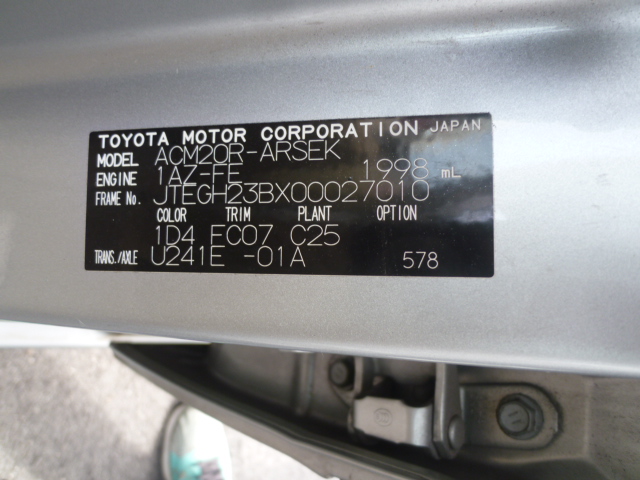 TOYOTA MOTOR CORPORATION JAPAN
MODEL ACM20R-ARSEK
ENGINE 1AZ-FE 1998 mL
FRAME No. JTEGH23BX00027010
COLOR TRIM PLANT OPTION
1D4 FC07 C25
TRANS./AXLE U241E -01A 578